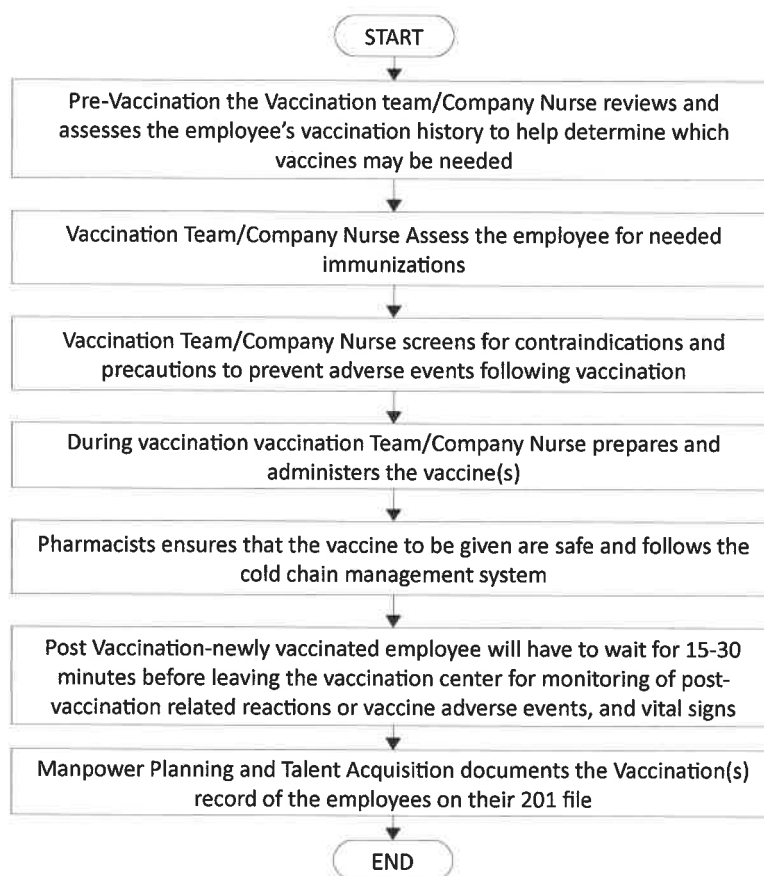 START
Pre-Vaccination the Vaccination team/Company Nurse reviews and
assesses the employee's vaccination history to help determine which
vaccines may be needed
Vaccination Team/Company Nurse Assess the employee for needed
immunizations
Vaccination Team/Company Nurse screens for contraindications and
precautions to prevent adverse events following vaccination
During vaccination vaccination Team/Company Nurse prepares and
administers the vaccine(s)
Pharmacists ensures that the vaccine to be given are safe and follows the
cold chain management system
Post Vaccination-newly vaccinated employee will have to wait for 15-30
minutes before leaving the vaccination center for monitoring of post-
vaccination related reactions or vaccine adverse events, and vital signs
Manpower Planning and Talent Acquisition documents the Vaccination(s)
record of the employees on their 201 file
END